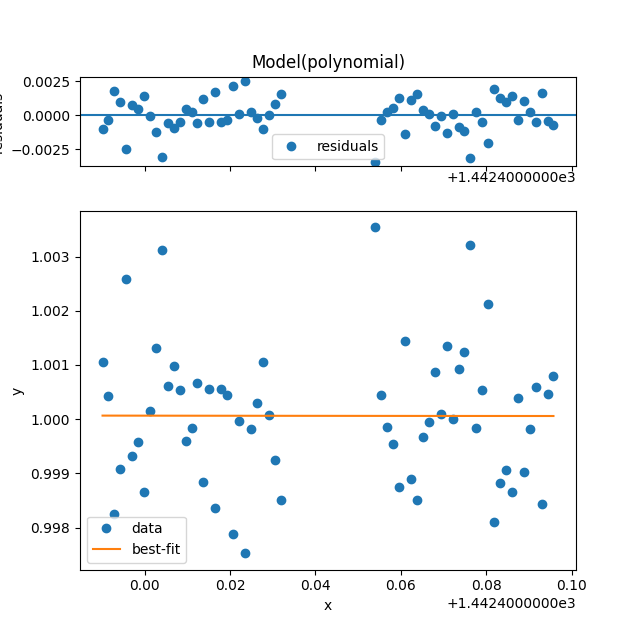 Model(polynomial)
0.0025
0.0000
−0.0025
residuals
+1.4424000000e3
1.003
1.002
1.001
1.000
0.999
0.998
y
data
best-fit
0.00
0.02
0.04
0.06
0.08
0.10
x
+1.4424000000e3